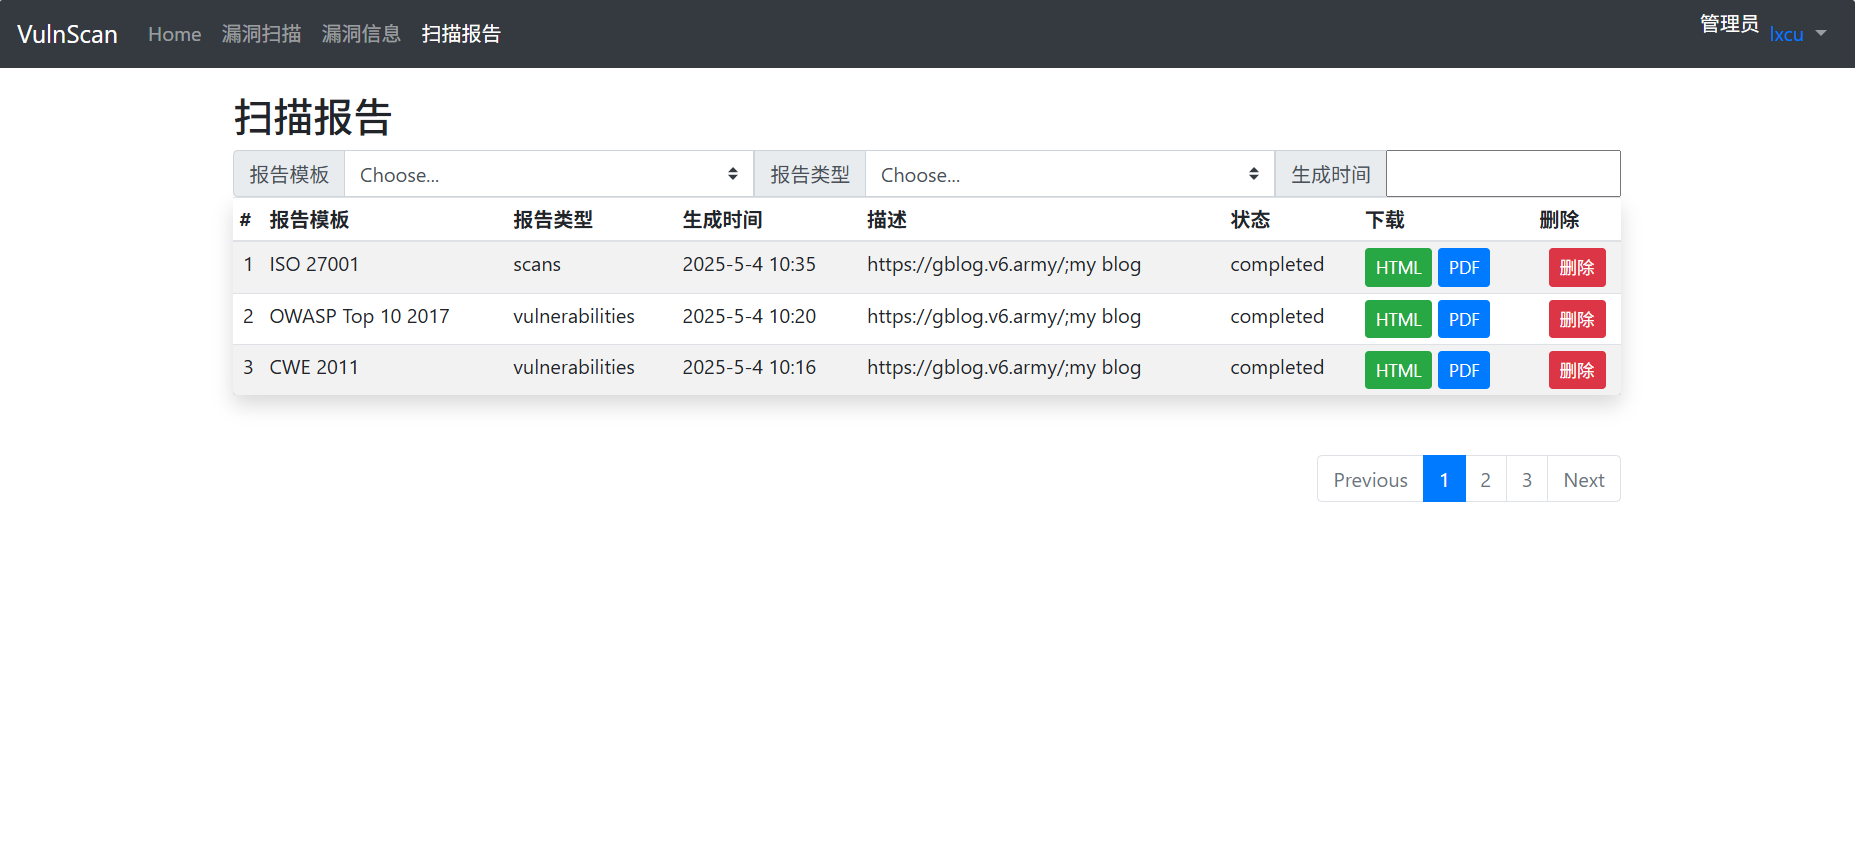 VulnScan Home 漏洞扫描 漏洞信息 扫描报告 管理员 lxcu
扫描报告
报告模板 Choose... 报告类型 Choose... 生成时间
# 报告模板 报告类型 生成时间 描述 状态 下载 删除
1 ISO 27001 scans 2025-5-4 10:35 https://gblog.v6.army/;my blog completed HTML PDF 删除
2 OWASP Top 10 2017 vulnerabilities 2025-5-4 10:20 https://gblog.v6.army/;my blog completed HTML PDF 删除
3 CWE 2011 vulnerabilities 2025-5-4 10:16 https://gblog.v6.army/;my blog completed HTML PDF 删除
Previous 1 2 3 Next